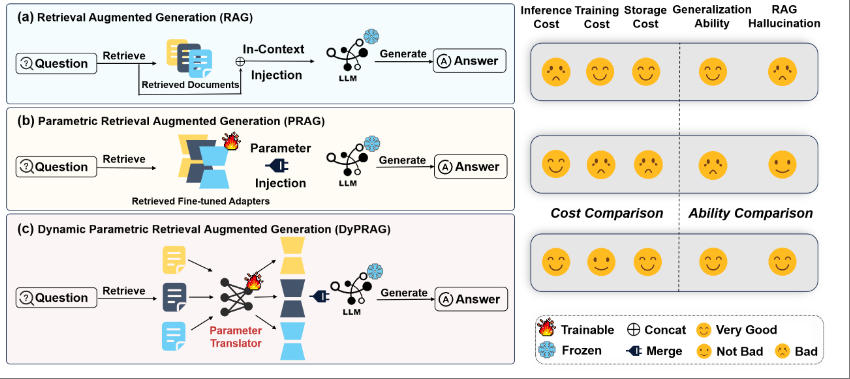 (a) Retrieval Augmented Generation (RAG)
Question
Retrieve
Retrieved Documents
In-Context
Injection
LLM
Generate
A Answer
(b) Parametric Retrieval Augmented Generation (PRAG)
Question
Retrieve
Retrieved Fine-tuned Adapters
Parameter
Injection
LLM
Generate
A Answer
(c) Dynamic Parametric Retrieval Augmented Generation (DyPRAG)
Question
Retrieve
Parameter
Translator
LLM
Generate
A Answer
Inference Cost
Training Cost
Storage Cost
Generalization Ability
RAG Hallucination
Cost Comparison
Ability Comparison
Trainable
Concat
Very Good
Frozen
Merge
Not Bad
Bad